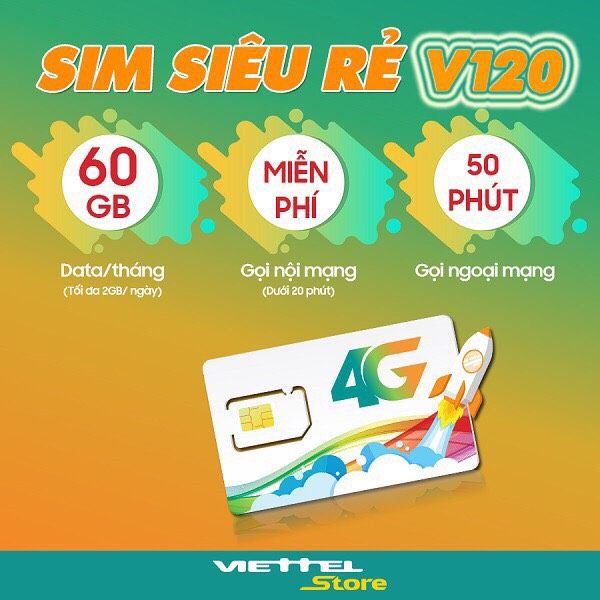 SIM SIÊU RẺ V120
60
GB
MIỄN
PHÍ
50
PHÚT
Data/tháng
(Tối đa 2GB/ ngày)
Gọi nội mạng
(Dưới 20 phút)
Gọi ngoại mạng
4G
VIETTEL
Store